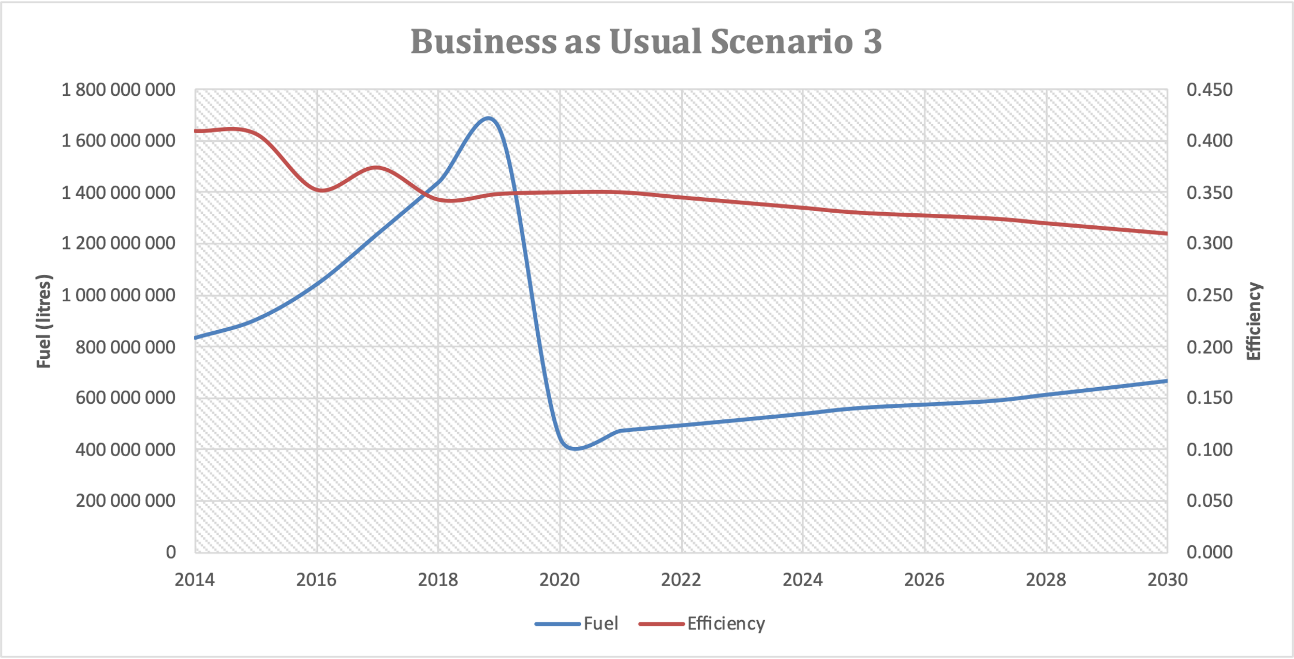 Business as Usual Scenario 3
Fuel (litres)
1 800 000 000
1 600 000 000
1 400 000 000
1 200 000 000
1 000 000 000
800 000 000
600 000 000
400 000 000
200 000 000
0
0.450
0.400
0.350
0.300
0.250
0.200
0.150
0.100
0.050
0.000
Efficiency
2014 2016 2018 2020 2022 2024 2026 2028 2030
Fuel Efficiency